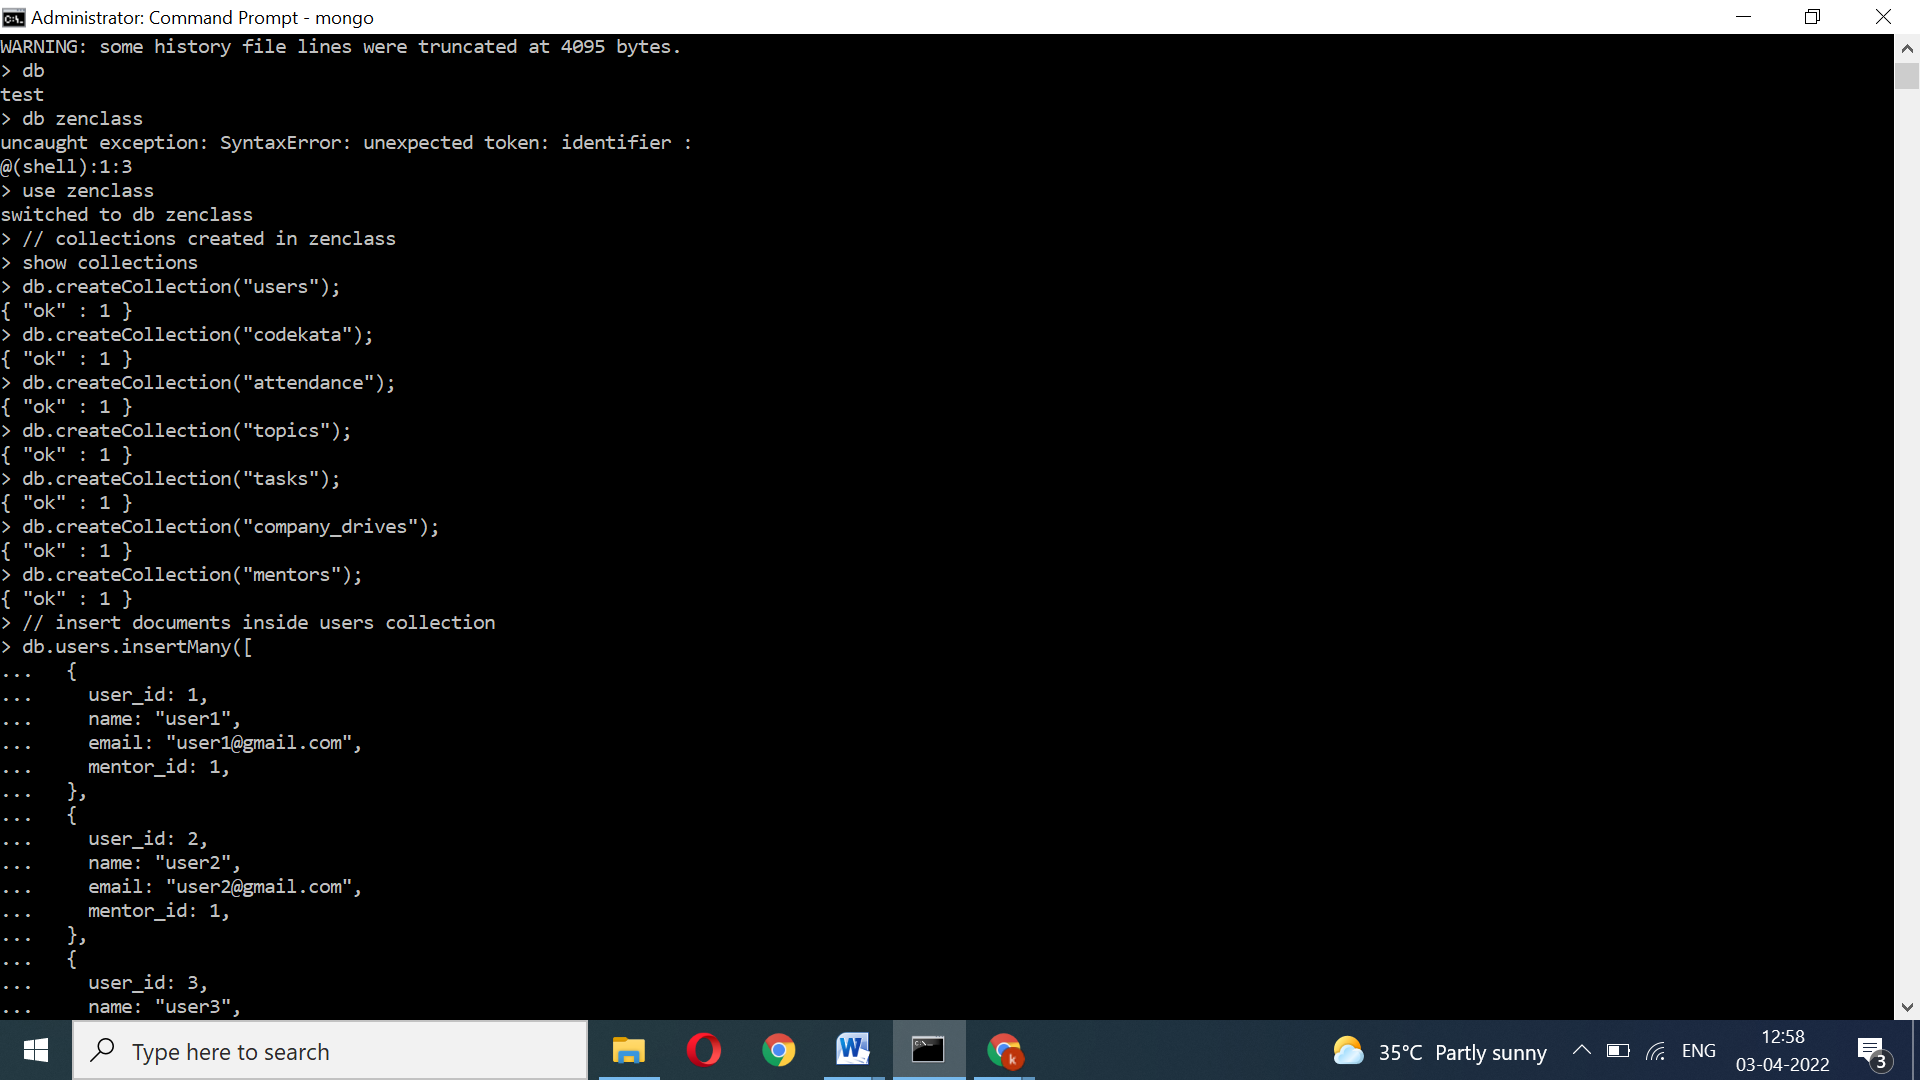 Administrator: Command Prompt - mongo
WARNING: some history file lines were truncated at 4095 bytes.
> db
test
> db zenclass
uncaught exception: SyntaxError: unexpected token: identifier :
@(shell):1:3
> use zenclass
switched to db zenclass
> // collections created in zenclass
> show collections
> db.createCollection("users");
{ "ok" : 1 }
> db.createCollection("codekata");
{ "ok" : 1 }
> db.createCollection("attendance");
{ "ok" : 1 }
> db.createCollection("topics");
{ "ok" : 1 }
> db.createCollection("tasks");
{ "ok" : 1 }
> db.createCollection("company_drives");
{ "ok" : 1 }
> db.createCollection("mentors");
{ "ok" : 1 }
> // insert documents inside users collection
> db.users.insertMany([
...   {
...     user_id: 1,
...     name: "user1",
...     email: "user1@gmail.com",
...     mentor_id: 1,
...   },
...   {
...     user_id: 2,
...     name: "user2",
...     email: "user2@gmail.com",
...     mentor_id: 1,
...   },
...   {
...     user_id: 3,
...     name: "user3",
Type here to search
35°C Partly sunny
ENG
12:58
03-04-2022
3